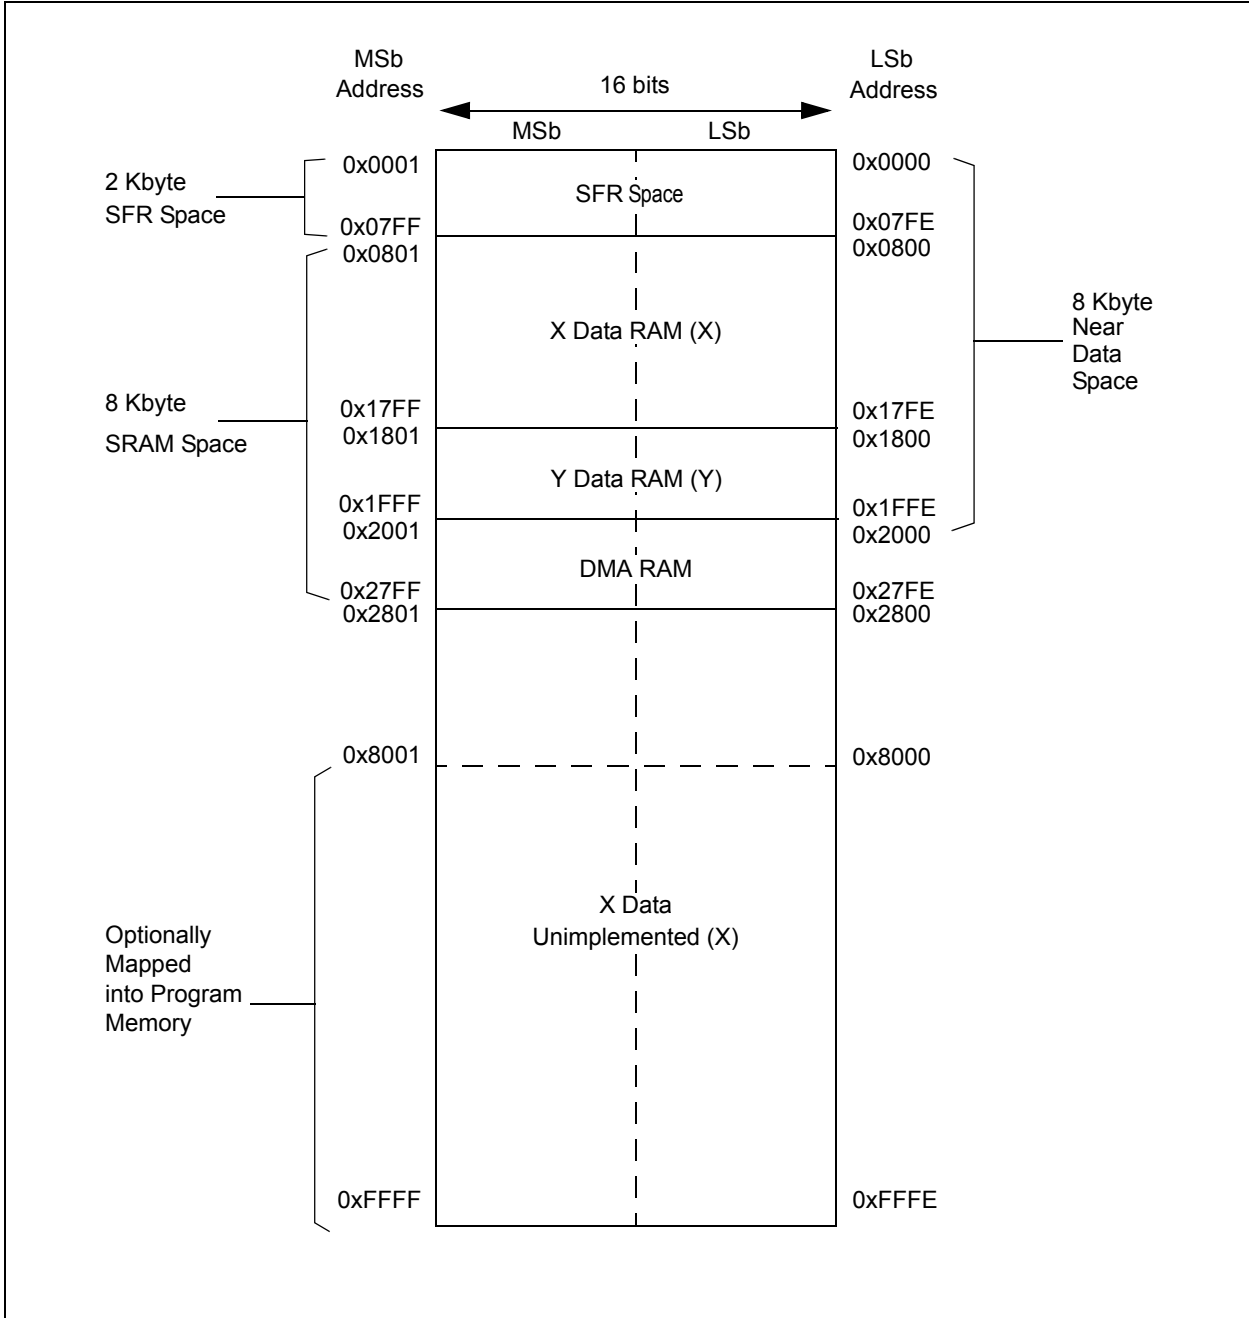 MSb
Address
16 bits
LSb
Address
MSb
LSb
0x0001
0x0000
2 Kbyte
SFR Space
SFR Space
0x07FF
0x07FE
0x0801
0x0800
X Data RAM (X)
8 Kbyte
Near
Data
Space
8 Kbyte
SRAM Space
0x17FF
0x17FE
0x1801
0x1800
Y Data RAM (Y)
0x1FFF
0x1FFE
0x2001
0x2000
DMA RAM
0x27FF
0x27FE
0x2801
0x2800
0x8001
0x8000
X Data
Unimplemented (X)
Optionally
Mapped
into Program
Memory
0xFFFF
0xFFFE